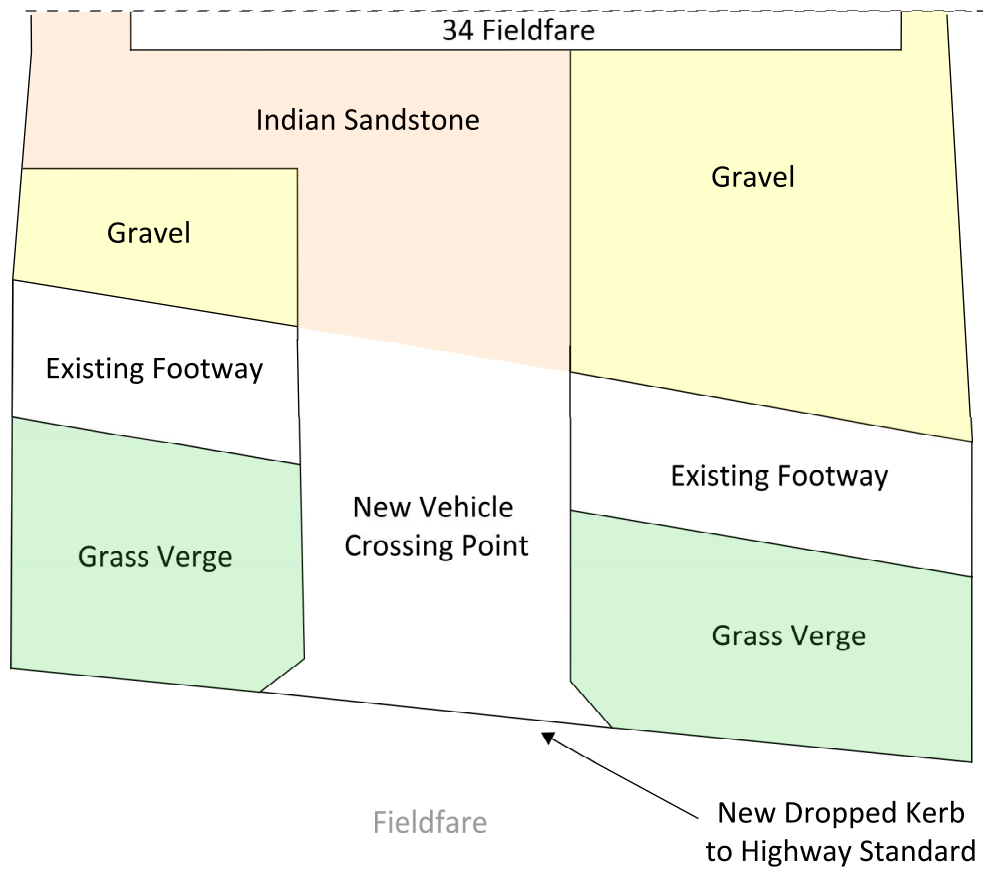 34 Fieldfare
Indian Sandstone
Gravel
Gravel
Existing Footway
Existing Footway
New Vehicle
Crossing Point
Grass Verge
Grass Verge
New Dropped Kerb
to Highway Standard
Fieldfare